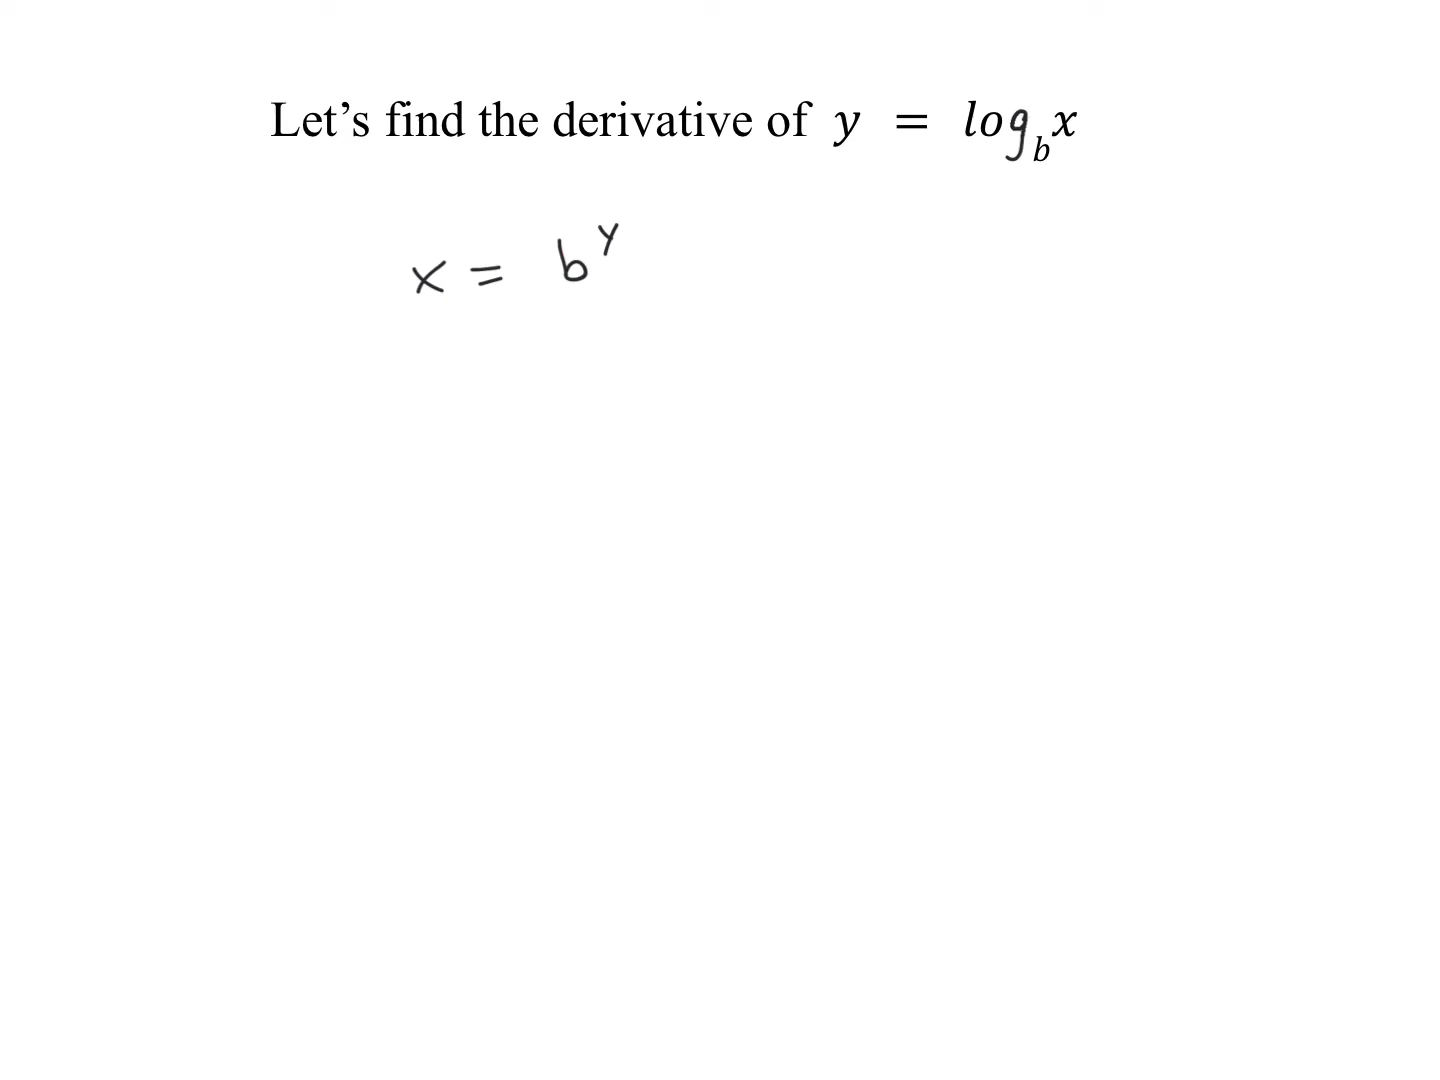 Let’s find the derivative of y = log_b x
x = b^y